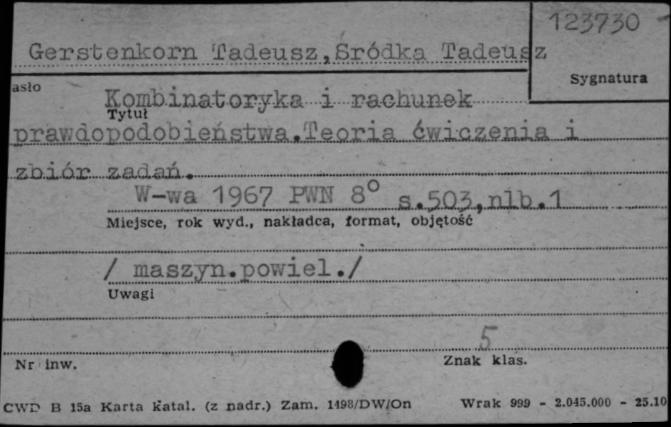 123730
Gerstenkorn Tadeusz,Śródka Tadeusz
Sygnatura
asło
Kombinatoryka i rachunek
Tytuł
prawdopodobieństwa.Teoria ćwiczenia i
zbiór zadań.
W-wa 1967 PWN 8° s.503,nlb.1
Miejsce, rok wyd., nakładca, format, objętość
/ maszyn.powiel./
Uwagi
5
Nr inw.
Znak klas.
CWD B 15a Karta katal. (z nadr.) Zam. 1498/DW/On Wrak 999 - 2.045.000 - 25.10